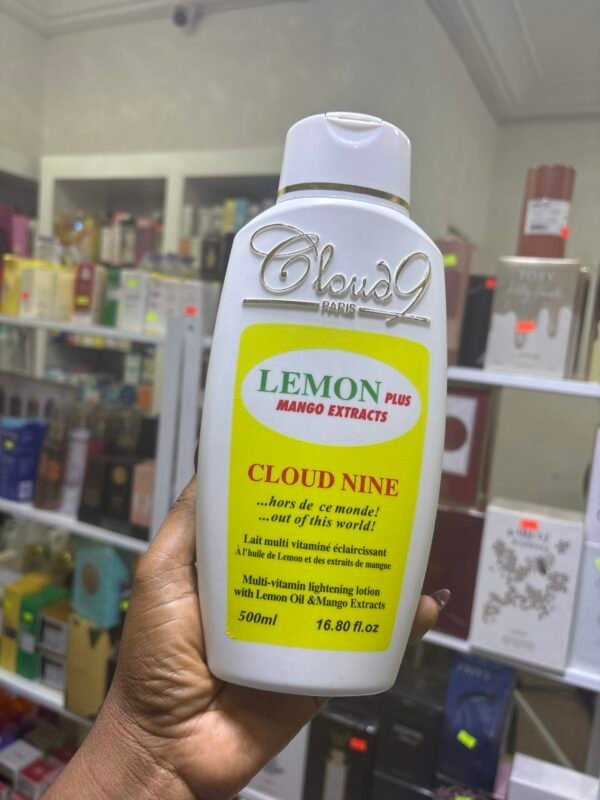 Cloud9
PARIS
LEMON PLUS
MANGO EXTRACTS
CLOUD NINE
...hors de ce monde!
...out of this world!
Lait multi vitaminé éclaircissant
À l'huile de Lemon et des extraits de mangue
Multi-vitamin lightening lotion
with Lemon Oil &Mango Extracts
500ml 16.80 fl.oz